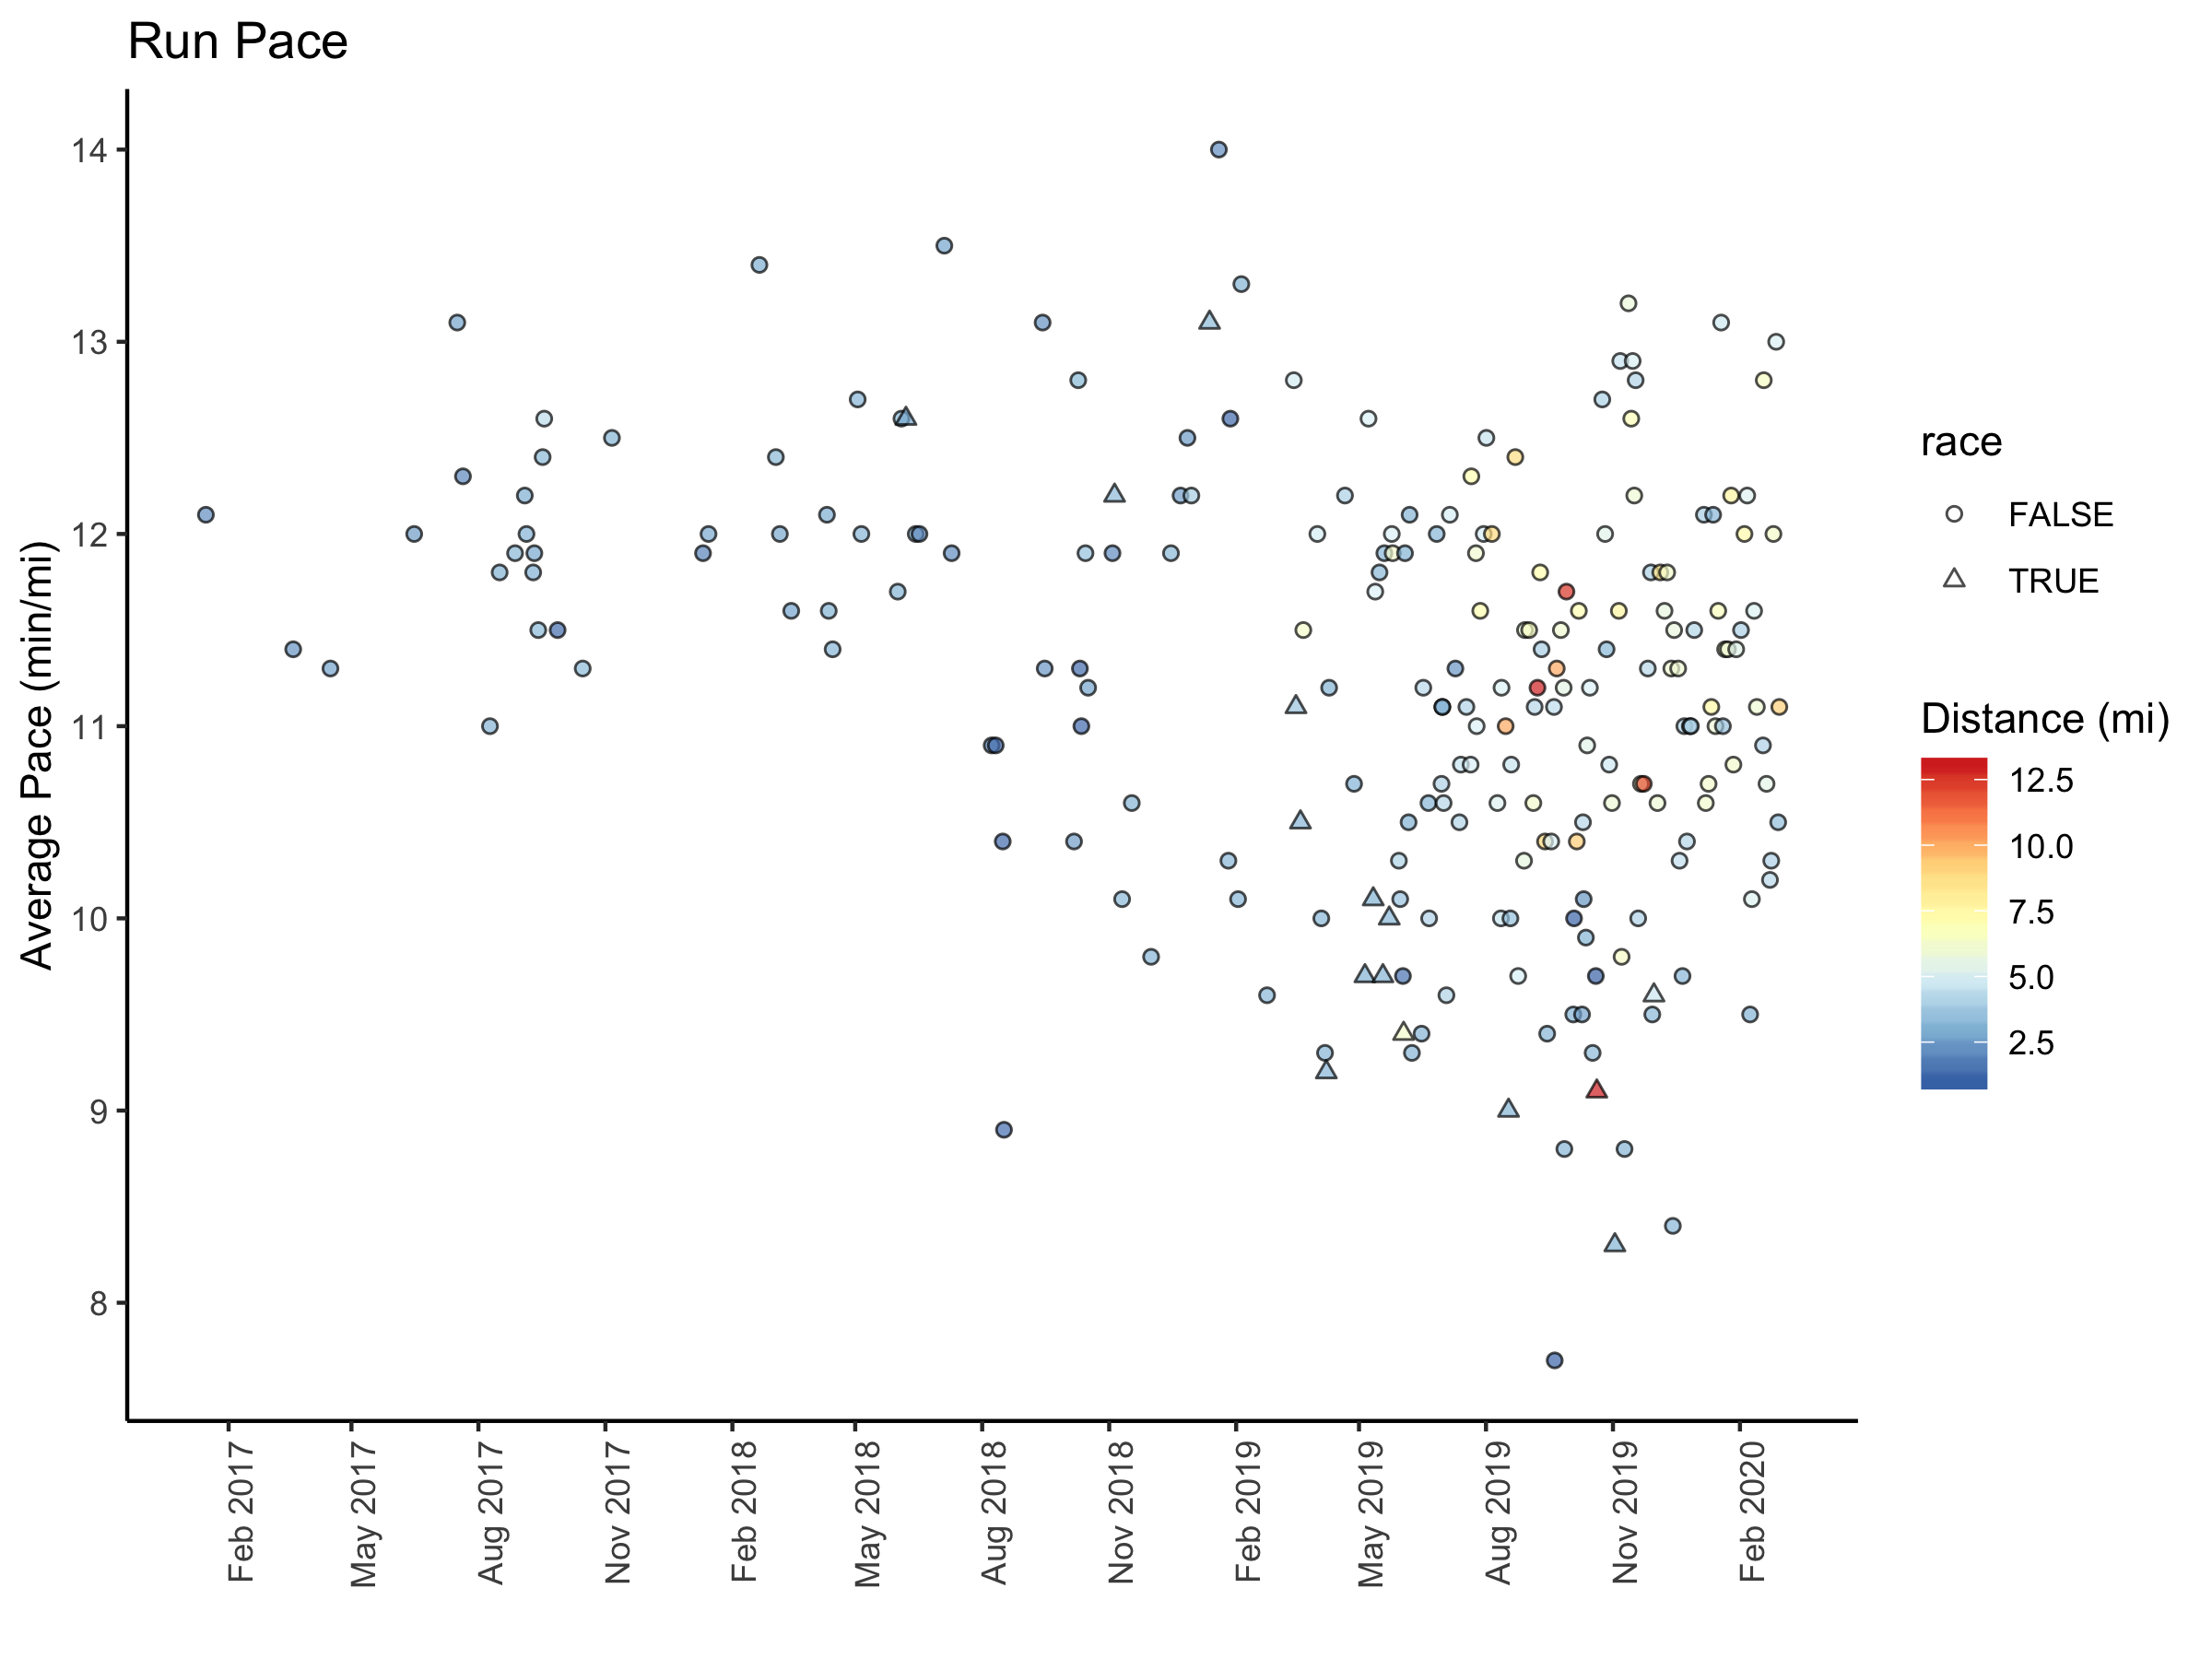 Run Pace
Average Pace (min/mi)
14
13
12
11
10
9
8
Feb 2017
May 2017
Aug 2017
Nov 2017
Feb 2018
May 2018
Aug 2018
Nov 2018
Feb 2019
May 2019
Aug 2019
Nov 2019
Feb 2020
race
FALSE
TRUE
Distance (mi)
12.5
10.0
7.5
5.0
2.5